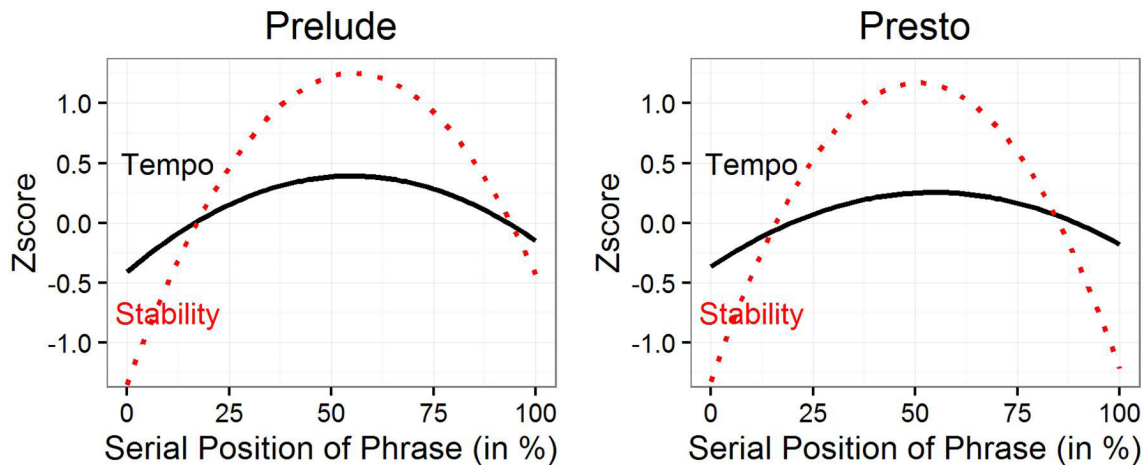 Prelude
Zscore
1.0
0.5
0.0
-0.5
-1.0
Tempo
Stability
0 25 50 75 100
Serial Position of Phrase (in %)
Presto
Zscore
1.0
0.5
0.0
-0.5
-1.0
Tempo
Stability
0 25 50 75 100
Serial Position of Phrase (in %)